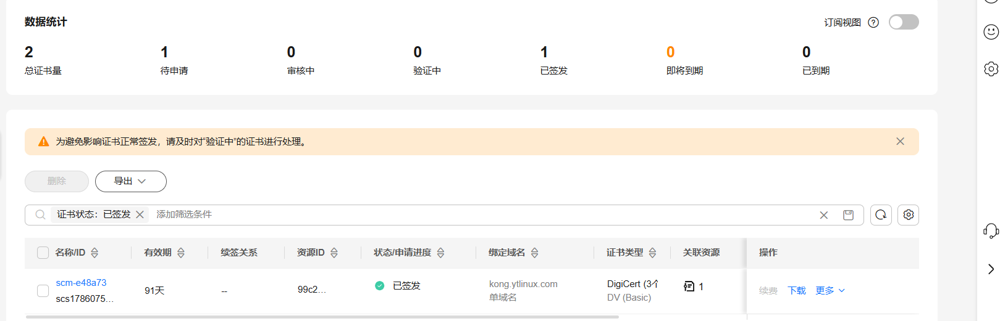 数据统计
订阅视图
2
1
0
0
1
0
0
总证书量
待申请
审核中
验证中
已签发
即将到期
已到期
为避免影响证书正常签发，请及时对“验证中”的证书进行处理。
删除
导出
证书状态：已签发
添加筛选条件
名称/ID
有效期
续签关系
资源ID
状态/申请进度
绑定域名
证书类型
关联资源
操作
scm-e48a73
scs1786075...
91天
--
99c2...
已签发
kong.ytlinux.com
单域名
DigiCert (3个
DV (Basic)
1
续费
下载
更多